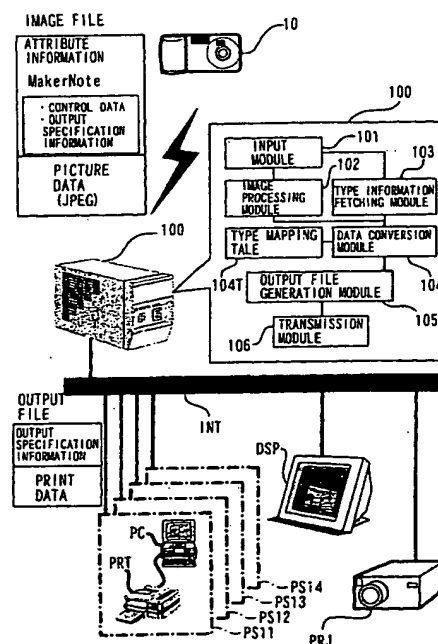 IMAGE FILE
ATTRIBUTE
INFORMATION
MakerNote
· CONTROL DATA
· OUTPUT
SPECIFICATION
INFORMATION
PICTURE
DATA
(JPEG)
10
100
101
INPUT
MODULE
102
IMAGE
PROCESSING
MODULE
103
TYPE INFORMATION
FETCHING MODULE
TYPE MAPPING
TALE
104T
DATA CONVERSION
MODULE
104
OUTPUT FILE
GENERATION MODULE
105
106
TRANSMISSION
MODULE
100
INT
OUTPUT
FILE
OUTPUT
SPECIFICATION
INFORMATION
PRINT
DATA
PC
PRT
PS14
PS13
PS12
PS11
DSP
PRJ